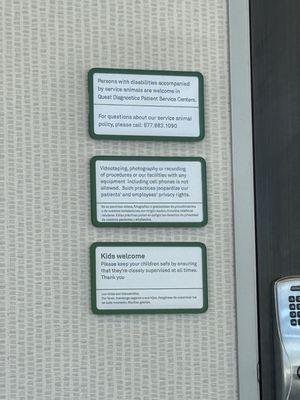 Persons with disabilities accompanied
by service animals are welcome in
Quest Diagnostics Patient Service Centers.
For questions about our service animal
policy, please call: 877.883.1090
Videotaping, photography or recording
of procedures or our facilities with any
equipment including cell phones is not
allowed. Such practices jeopardize our
patients' and employees' privacy rights.
Kids welcome
Please keep your children safe by ensuring
that they're closely supervised at all times.
Thank you